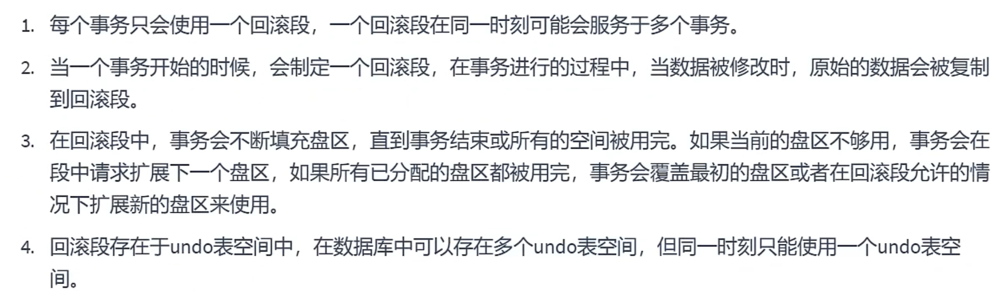 1. 每个事务只会使用一个回滚段，一个回滚段在同一时刻可能会服务于多个事务。
2. 当一个事务开始的时候，会制定一个回滚段，在事务进行的过程中，当数据被修改时，原始的数据会被复制
到回滚段。
3. 在回滚段中，事务会不断填充盘区，直到事务结束或所有的空间被用完。如果当前的盘区不够用，事务会在
段中请求扩展下一个盘区，如果所有已分配的盘区都被用完，事务会覆盖最初的盘区或者在回滚段允许的情
况下扩展新的盘区来使用。
4. 回滚段存在于undo表空间中，在数据库中可以存在多个undo表空间，但同一时刻只能使用一个undo表空
间。